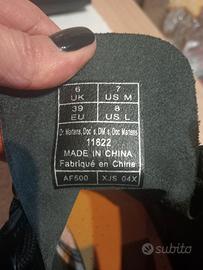 6 UK 7 US M
39 EU 8 US L
Dr. Martens, Doc's, DM's, Doc Martens
11822
MADE IN CHINA
Fabriqué en Chine
AF500 XJS 04X
subito